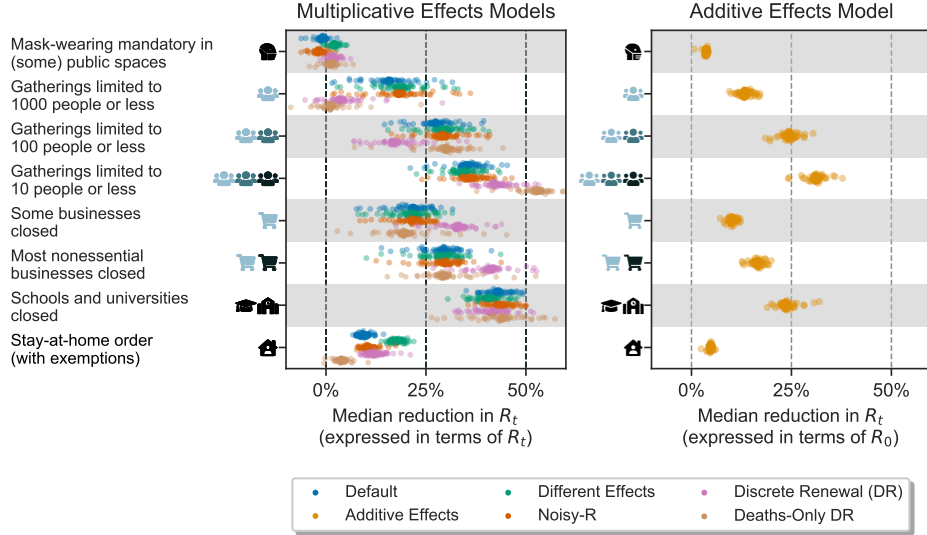 Multiplicative Effects Models
Additive Effects Model
Mask-wearing mandatory in
(some) public spaces
Gatherings limited to
1000 people or less
Gatherings limited to
100 people or less
Gatherings limited to
10 people or less
Some businesses
closed
Most nonessential
businesses closed
Schools and universities
closed
Stay-at-home order
(with exemptions)
0% 25% 50%
0% 25% 50%
Median reduction in Rt
(expressed in terms of Rt)
Median reduction in Rt
(expressed in terms of R0)
Default Different Effects Discrete Renewal (DR)
Additive Effects Noisy-R Deaths-Only DR